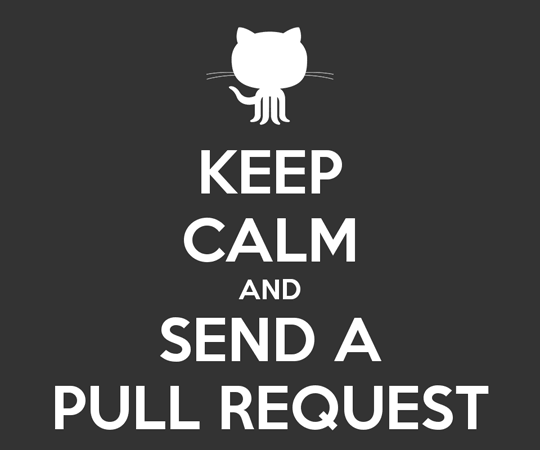 KEEP
CALM
AND
SEND A
PULL REQUEST